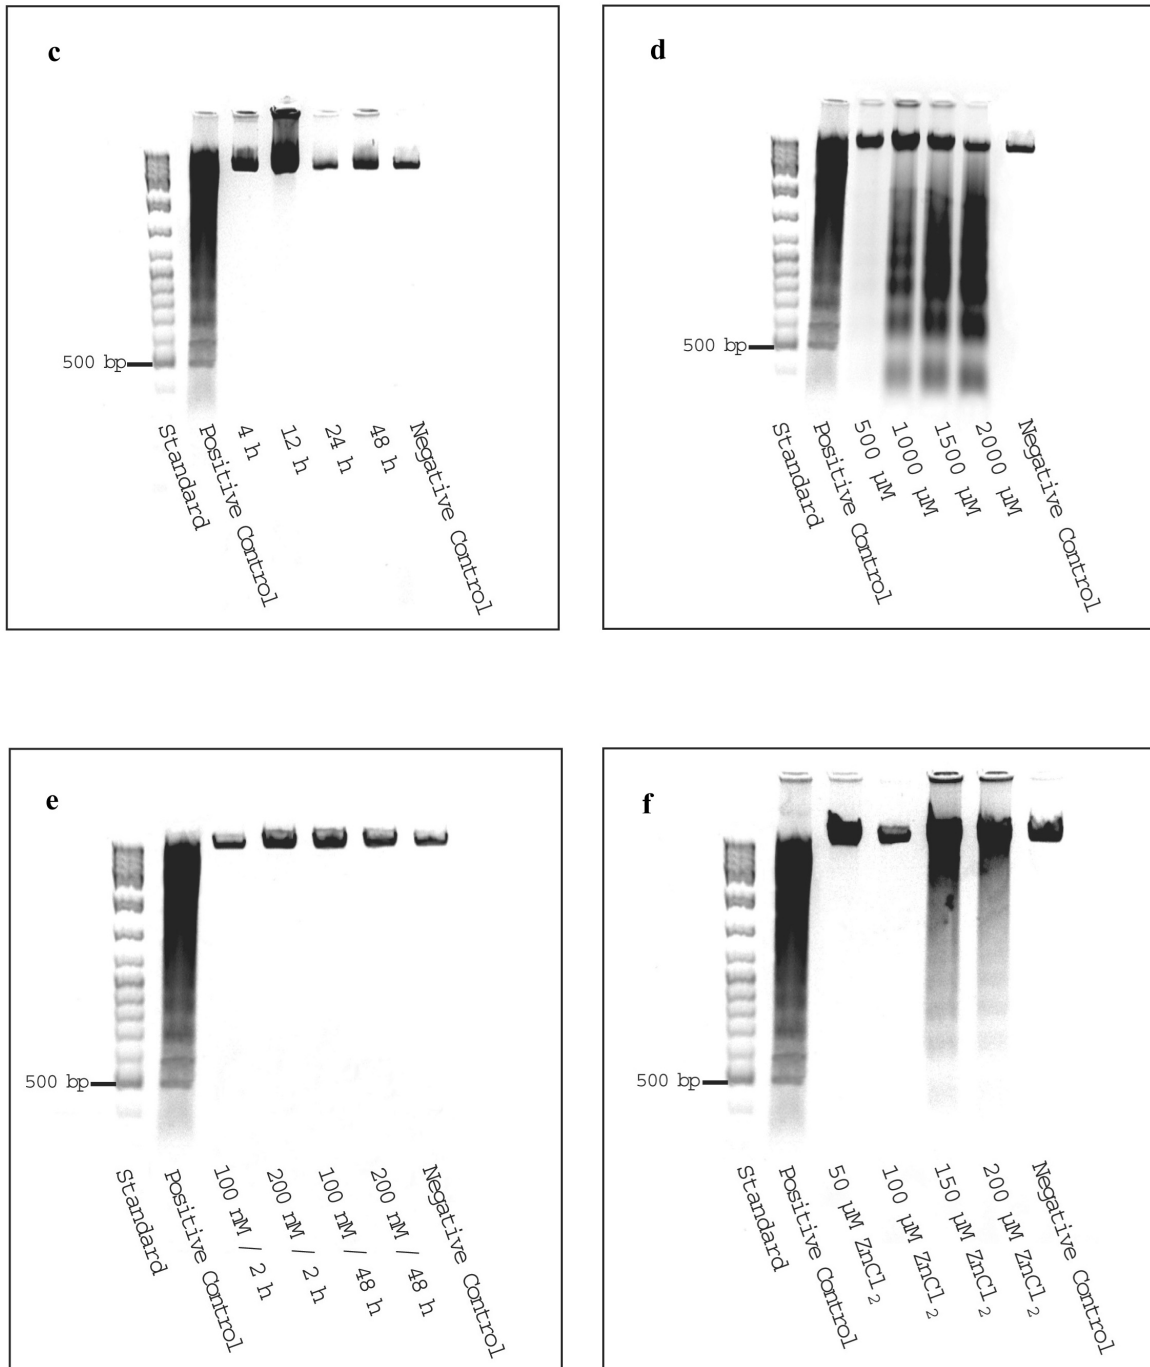 c
500 bp
Standard
Positive Control
4 h
12 h
24 h
48 h
Negative Control
d
500 bp
Standard
Positive Control
500 µM
1000 µM
1500 µM
2000 µM
Negative Control
e
500 bp
Standard
Positive Control
100 nM / 2 h
200 nM / 2 h
100 nM / 48 h
200 nM / 48 h
Negative Control
f
500 bp
Standard
Positive Control
50 µM ZnCl₂
100 µM ZnCl₂
150 µM ZnCl₂
200 µM ZnCl₂
Negative Control